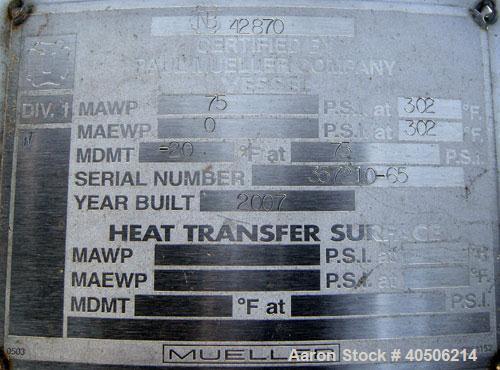 NB 42870
CERTIFIED BY
PAUL MUELLER COMPANY
VESSEL
DIV. 1
MAWP 75 P.S.I. at 302 °F.
MAEWP 0 P.S.I. at 302 °F.
MDMT -20 °F at P.S.I.
SERIAL NUMBER
YEAR BUILT 2007
HEAT TRANSFER SURFACE
MAWP P.S.I. at °F.
MAEWP P.S.I. at °F.
MDMT °F at P.S.I.
0503
MUELLER
Aaron Stock # 40506214